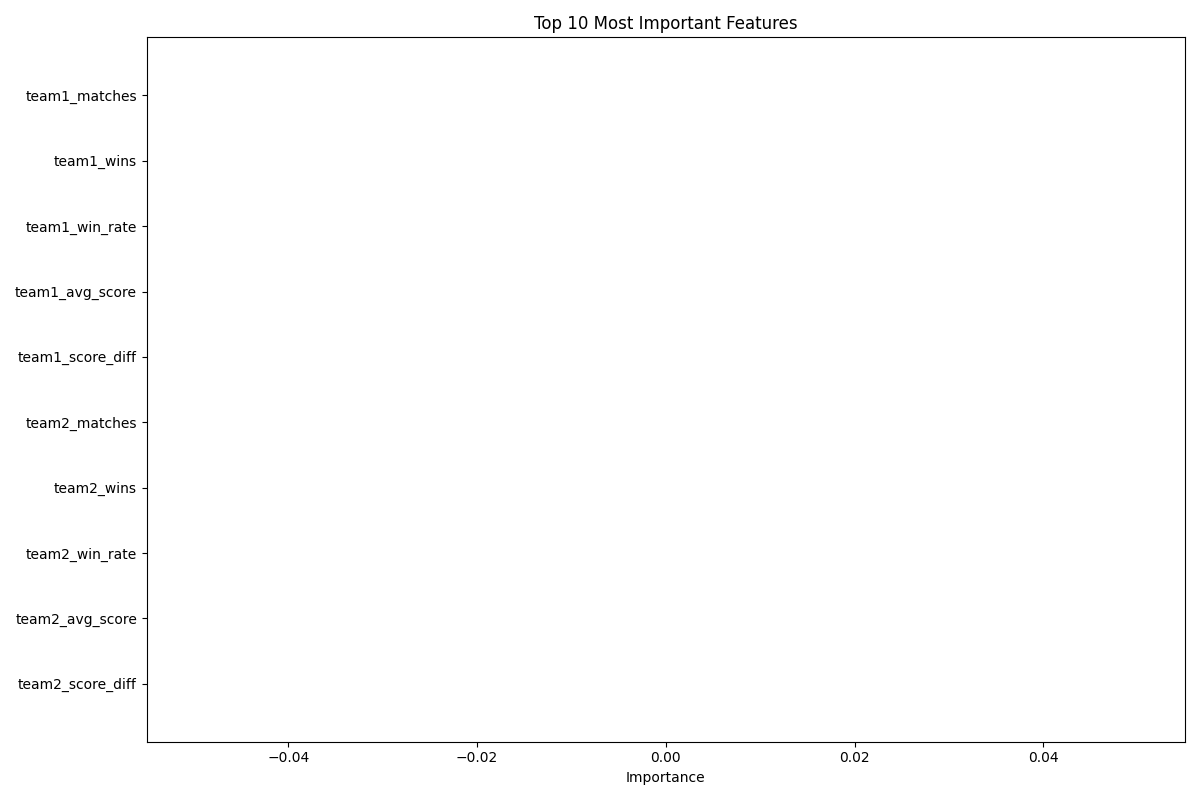 Top 10 Most Important Features
team1_matches
team1_wins
team1_win_rate
team1_avg_score
team1_score_diff
team2_matches
team2_wins
team2_win_rate
team2_avg_score
team2_score_diff
−0.04 −0.02 0.00 0.02 0.04
Importance